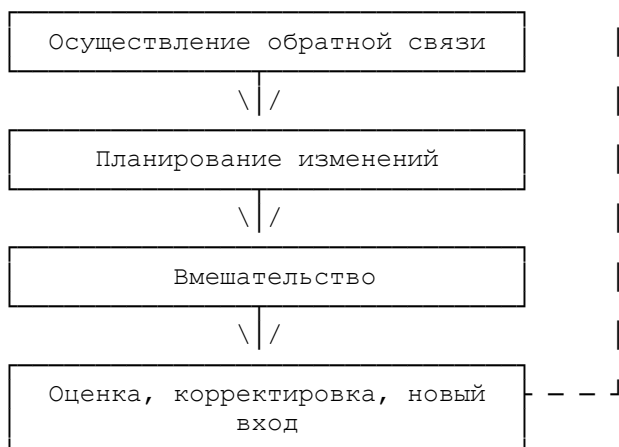 Осуществление обратной связи
Планирование изменений
Вмешательство
Оценка, корректировка, новый
вход